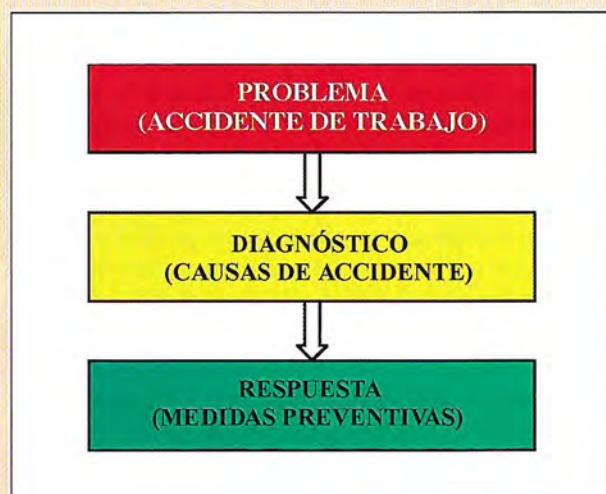 PROBLEMA
(ACCIDENTE DE TRABAJO)
DIAGNÓSTICO
(CAUSAS DE ACCIDENTE)
RESPUESTA
(MEDIDAS PREVENTIVAS)